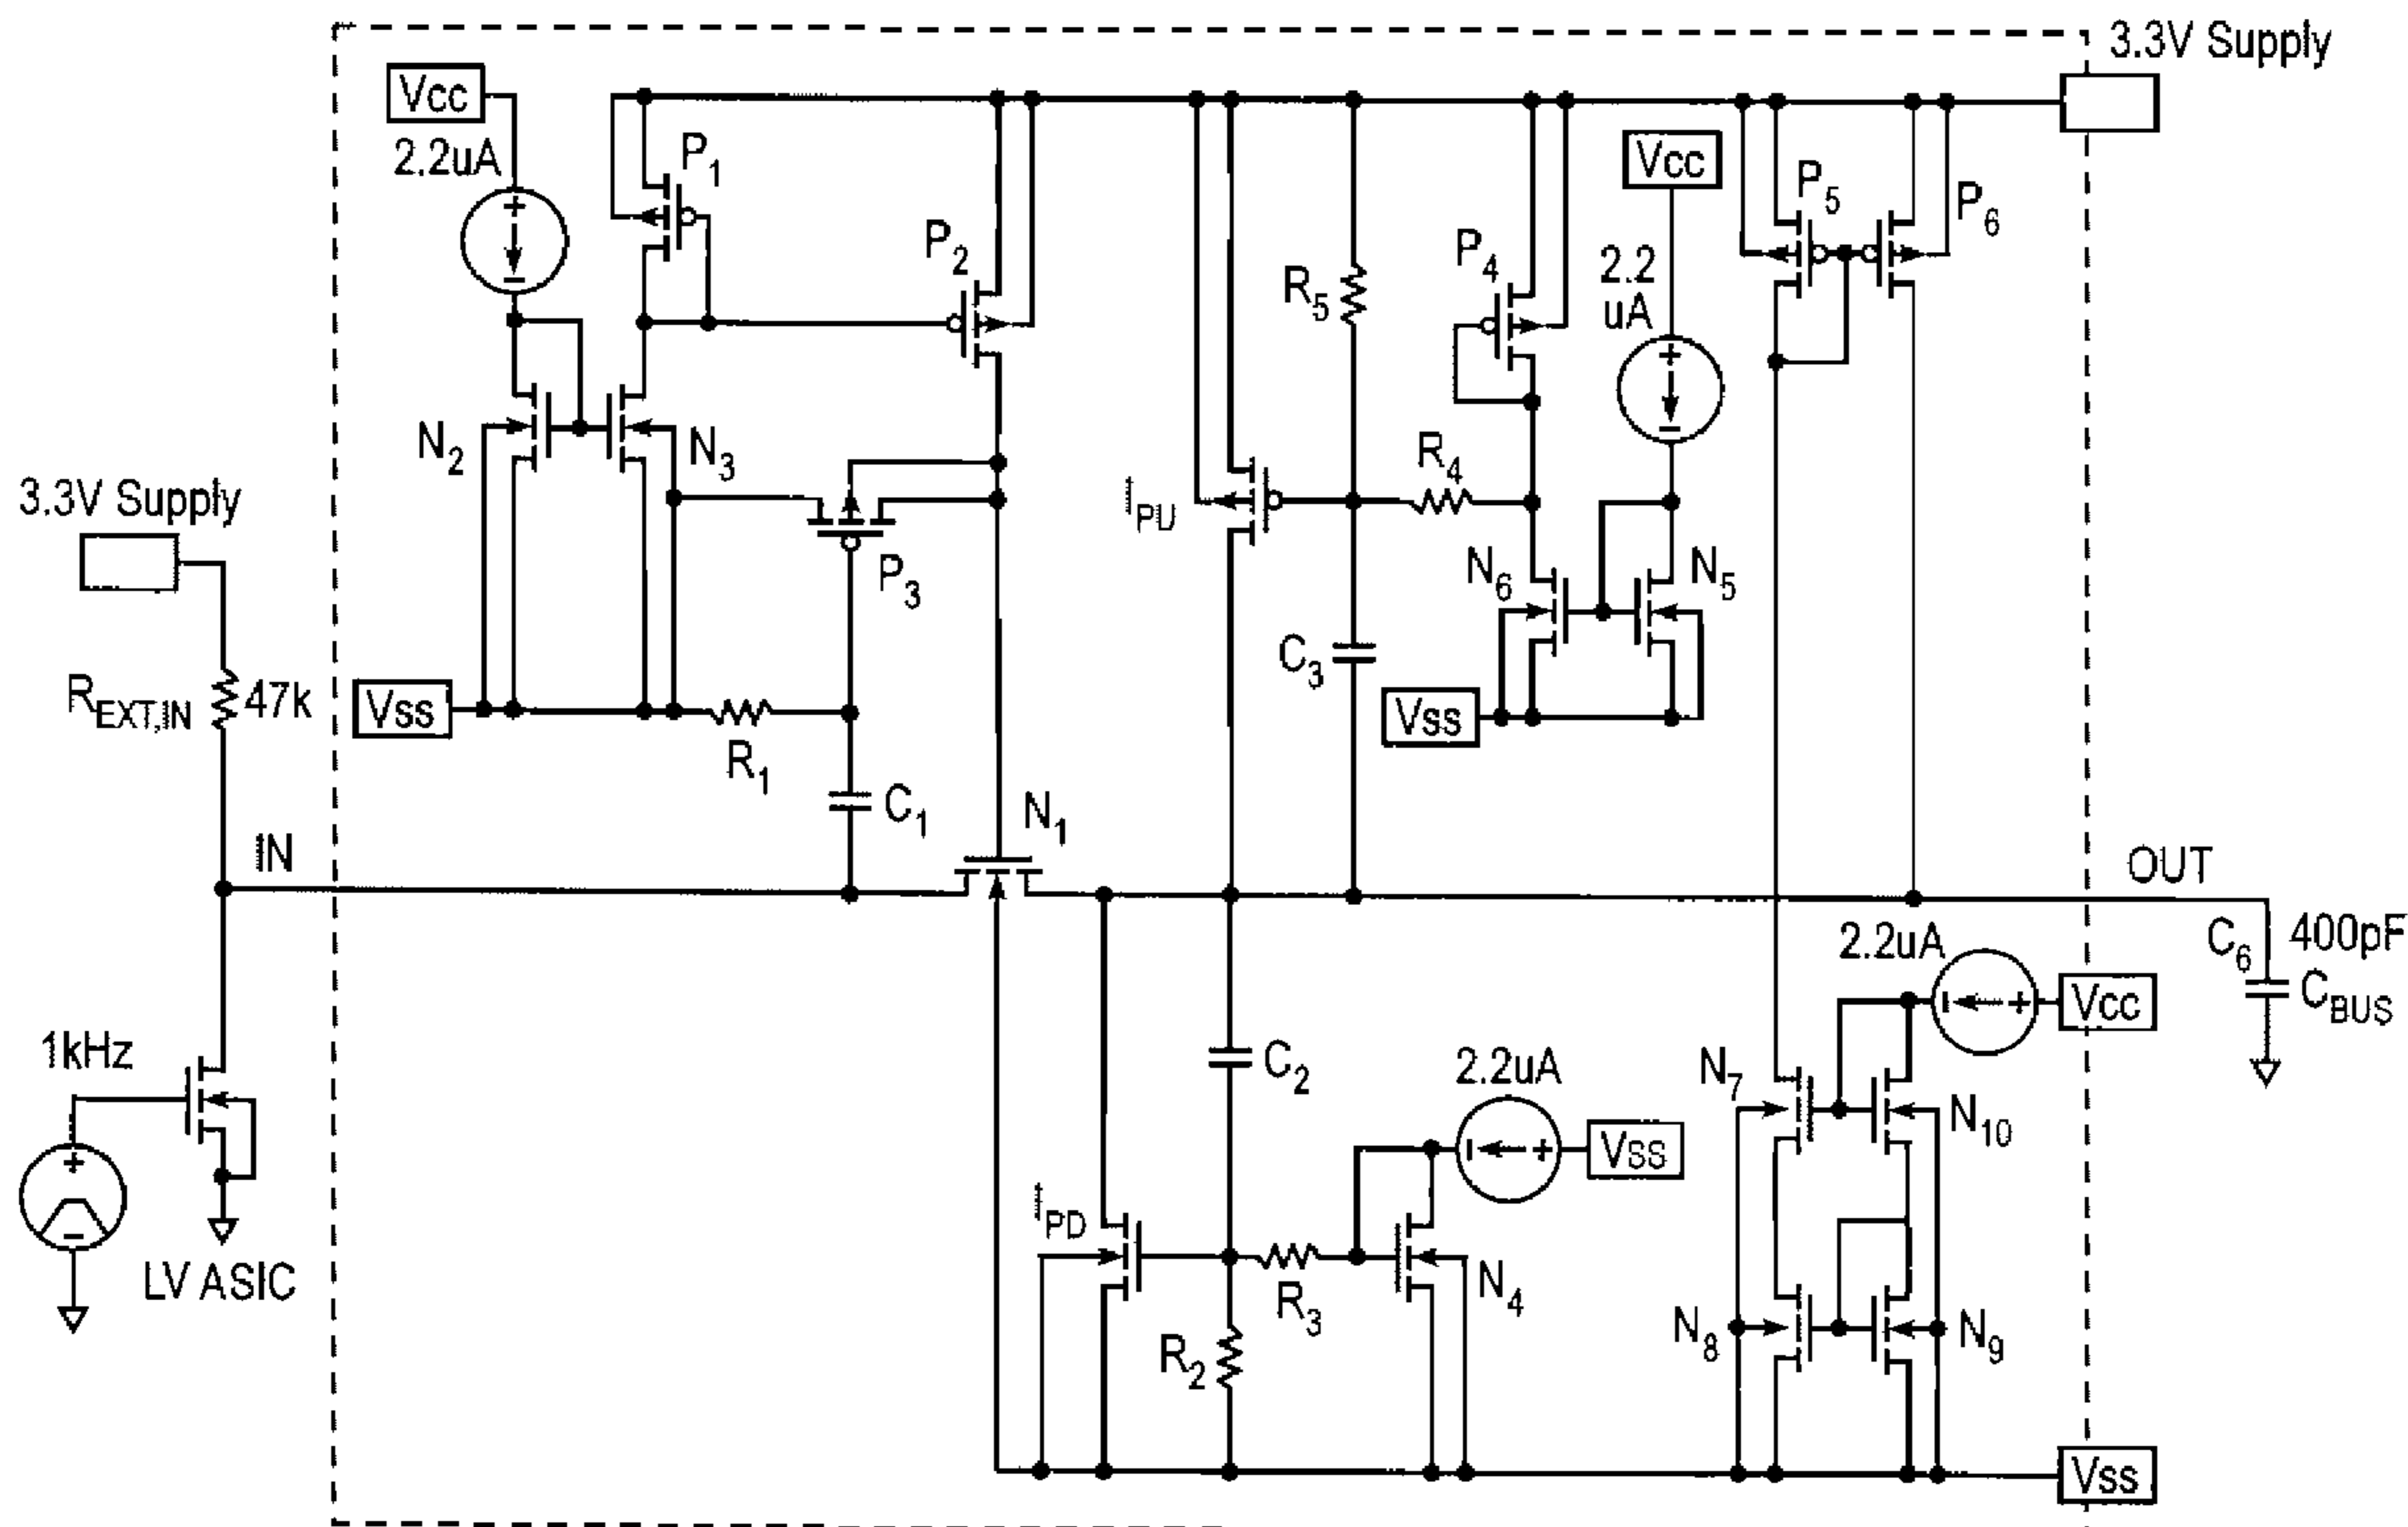 3.3V Supply
Vcc
2.2uA
P1
P2
Vcc
P5
P6
P4
2.2
uA
R5
N2
N3
R4
3.3V Supply
IPU
P3
N6
N5
C3
REXT,IN
47k
Vss
Vss
R1
C1
N1
IN
OUT
2.2uA
C6
400pF
CBUS
Vcc
1kHz
C2
2.2uA
N7
N10
Vss
IPD
LV ASIC
R3
N4
R2
N8
N9
Vss